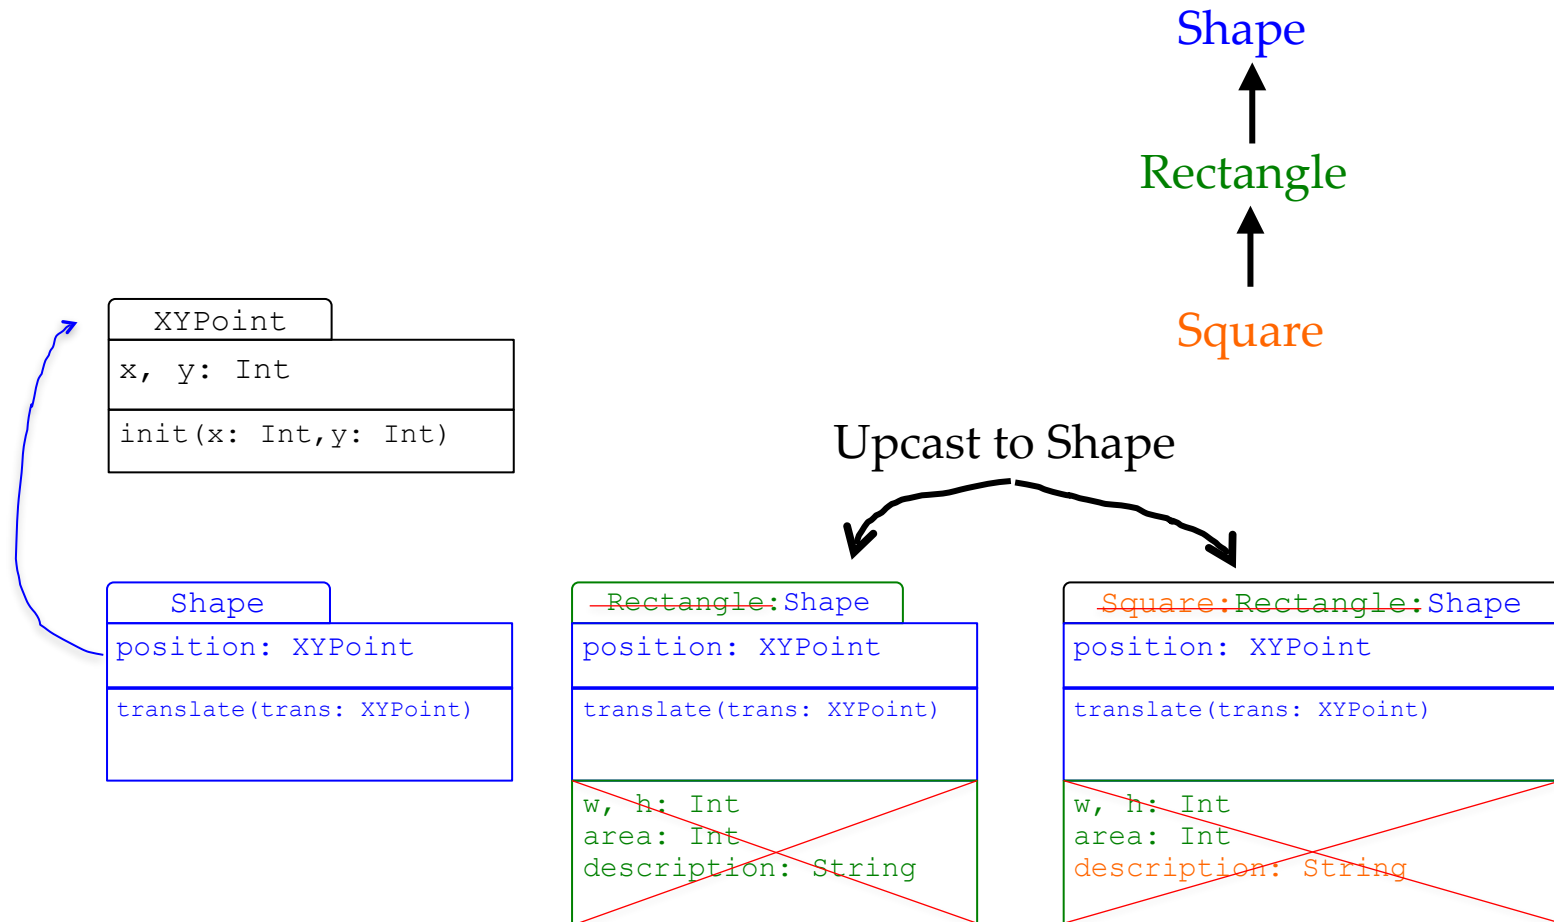 Shape
Rectangle
Square
XYPoint
x, y: Int
init(x: Int,y: Int)
Upcast to Shape
Shape
position: XYPoint
translate(trans: XYPoint)
Rectangle:Shape
position: XYPoint
translate(trans: XYPoint)
w, h: Int
area: Int
description: String
Square:Rectangle:Shape
position: XYPoint
translate(trans: XYPoint)
w, h: Int
area: Int
description: String